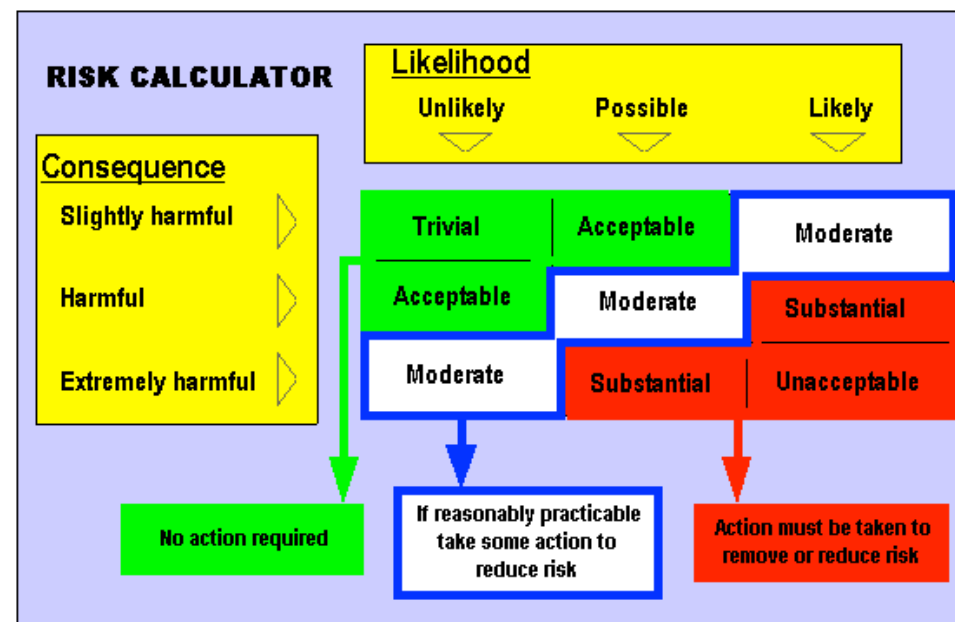 RISK CALCULATOR
Likelihood
Unlikely Possible Likely
Consequence
Slightly harmful
Harmful
Extremely harmful
Trivial Acceptable Moderate
Acceptable Moderate Substantial
Moderate Substantial Unacceptable
No action required
If reasonably practicable
take some action to
reduce risk
Action must be taken to
remove or reduce risk